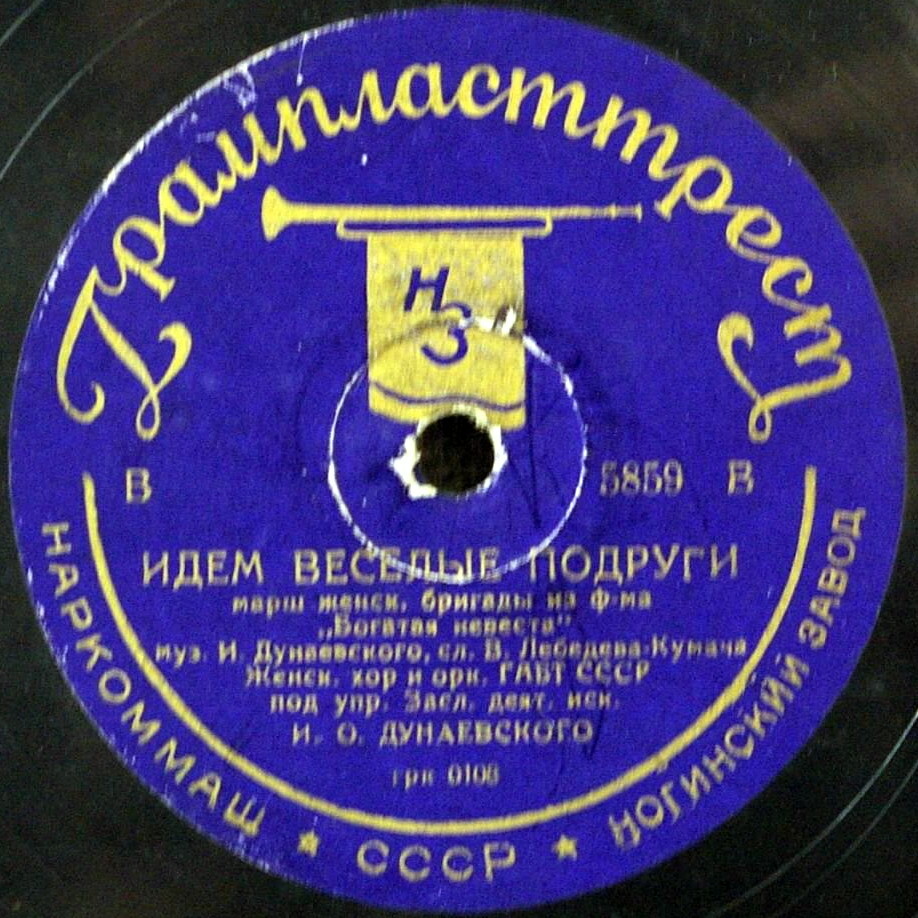 Грампласттрест
НЗ
В 5859 В
ИДЕМ ВЕСЕЛЫЕ ПОДРУГИ
марш женск. бригады из ф-ма
„Богатая невеста"
муз. И. Дунаевского, сл. В. Лебедева-Кумача
Женск. хор и орк. ГАБТ СССР
под упр. Засл. деят. иск.
И. О. ДУНАЕВСКОГО
грк 0108
НАРКОММАШ ★ СССР ★ НОГИНСКИЙ ЗАВОД